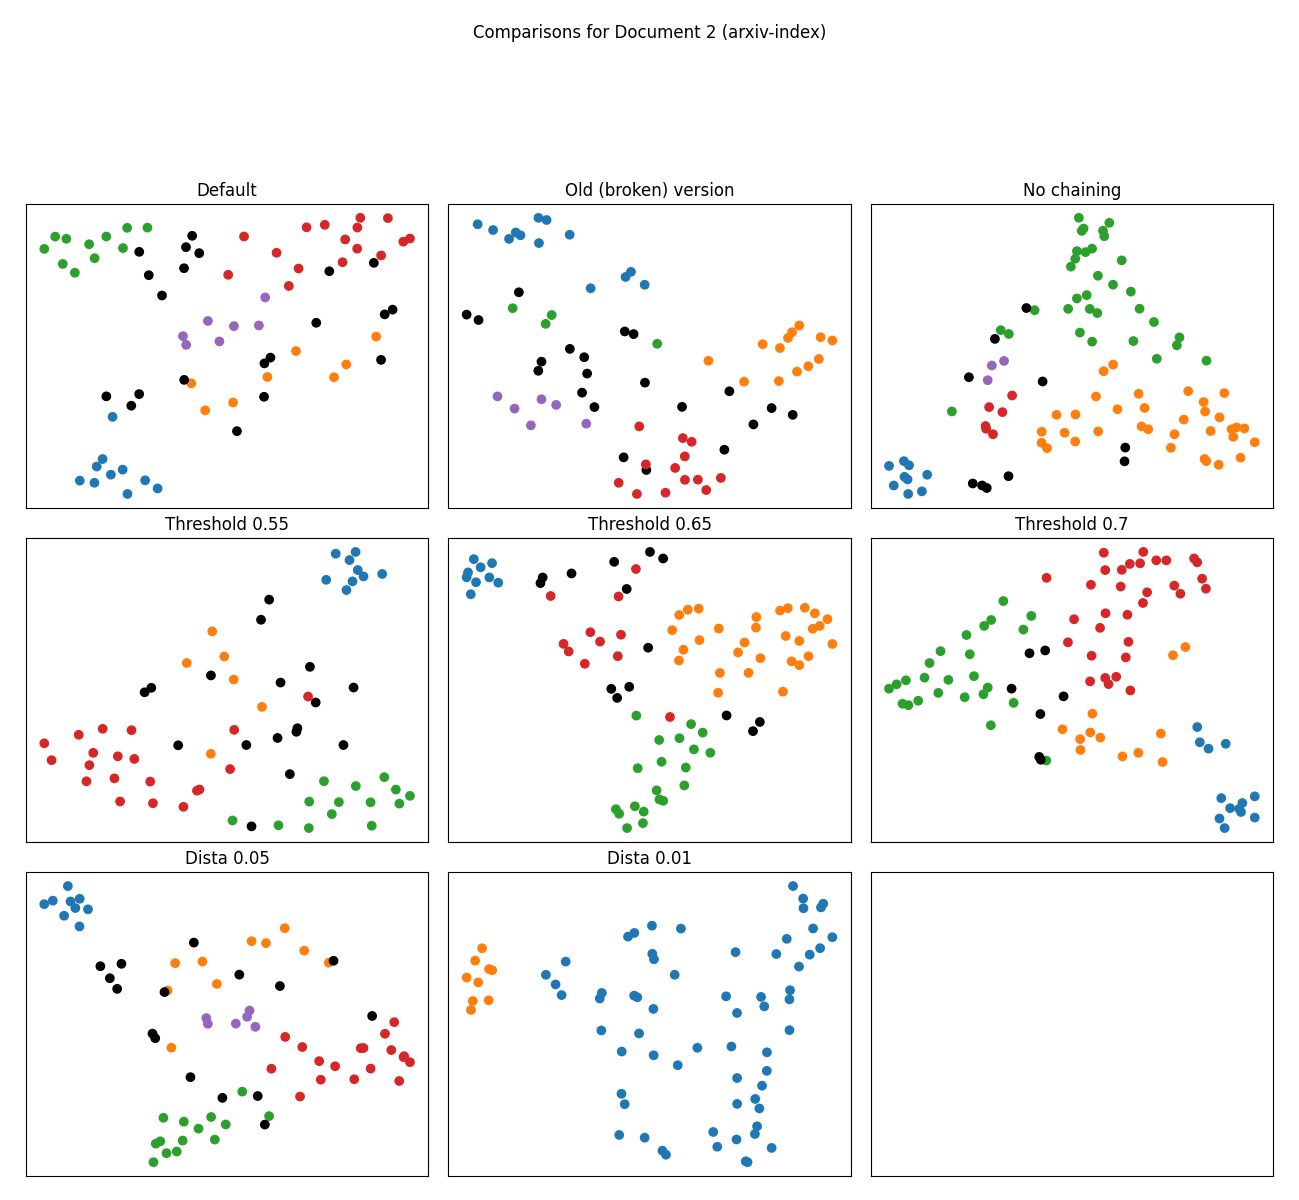 Comparisons for Document 2 (arxiv-index)
Default
Old (broken) version
No chaining
Threshold 0.55
Threshold 0.65
Threshold 0.7
Dista 0.05
Dista 0.01